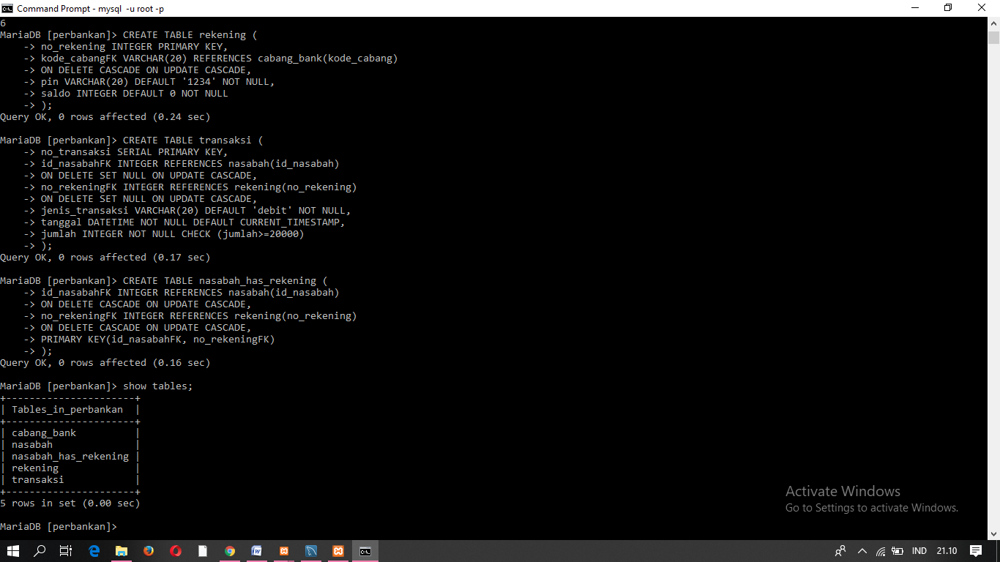 Command Prompt - mysql -u root -p
6
MariaDB [perbankan]> CREATE TABLE rekening (
    -> no_rekening INTEGER PRIMARY KEY,
    -> kode_cabangFK VARCHAR(20) REFERENCES cabang_bank(kode_cabang)
    -> ON DELETE CASCADE ON UPDATE CASCADE,
    -> pin VARCHAR(20) DEFAULT '1234' NOT NULL,
    -> saldo INTEGER DEFAULT 0 NOT NULL
    -> );
Query OK, 0 rows affected (0.24 sec)
MariaDB [perbankan]> CREATE TABLE transaksi (
    -> no_transaksi SERIAL PRIMARY KEY,
    -> id_nasabahFK INTEGER REFERENCES nasabah(id_nasabah)
    -> ON DELETE SET NULL ON UPDATE CASCADE,
    -> no_rekeningFK INTEGER REFERENCES rekening(no_rekening)
    -> ON DELETE SET NULL ON UPDATE CASCADE,
    -> jenis_transaksi VARCHAR(20) DEFAULT 'debit' NOT NULL,
    -> tanggal DATETIME NOT NULL DEFAULT CURRENT_TIMESTAMP,
    -> jumlah INTEGER NOT NULL CHECK (jumlah>=20000)
    -> );
Query OK, 0 rows affected (0.17 sec)
MariaDB [perbankan]> CREATE TABLE nasabah_has_rekening (
    -> id_nasabahFK INTEGER REFERENCES nasabah(id_nasabah)
    -> ON DELETE CASCADE ON UPDATE CASCADE,
    -> no_rekeningFK INTEGER REFERENCES rekening(no_rekening)
    -> ON DELETE CASCADE ON UPDATE CASCADE,
    -> PRIMARY KEY(id_nasabahFK, no_rekeningFK)
    -> );
Query OK, 0 rows affected (0.16 sec)
MariaDB [perbankan]> show tables;
+----------------------+
| Tables_in_perbankan  |
+----------------------+
| cabang_bank          |
| nasabah              |
| nasabah_has_rekening |
| rekening             |
| transaksi            |
+----------------------+
5 rows in set (0.00 sec)
MariaDB [perbankan]>
Activate Windows
Go to Settings to activate Windows.
IND 21.10